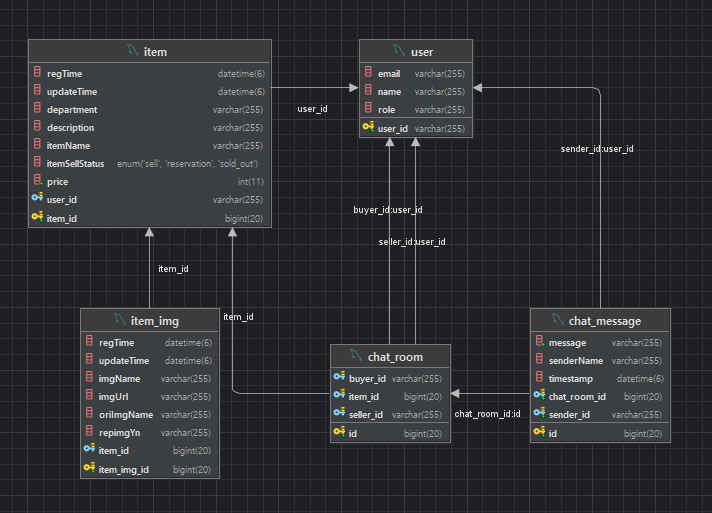 item
regTime datetime(6)
updateTime datetime(6)
department varchar(255)
description varchar(255)
itemName varchar(255)
itemSellStatus enum('sell', 'reservation', 'sold_out')
price int(11)
user_id varchar(255)
item_id bigint(20)
user
email varchar(255)
name varchar(255)
role varchar(255)
user_id varchar(255)
user_id
sender_id:user_id
buyer_id:user_id
seller_id:user_id
item_id
item_id
item_img
regTime datetime(6)
updateTime datetime(6)
imgName varchar(255)
imgUrl varchar(255)
oriImgName varchar(255)
repimgYn varchar(255)
item_id bigint(20)
item_img_id bigint(20)
chat_room
buyer_id varchar(255)
item_id bigint(20)
seller_id varchar(255)
id bigint(20)
chat_room_id:id
chat_message
message varchar(255)
senderName varchar(255)
timestamp datetime(6)
chat_room_id bigint(20)
sender_id varchar(255)
id bigint(20)